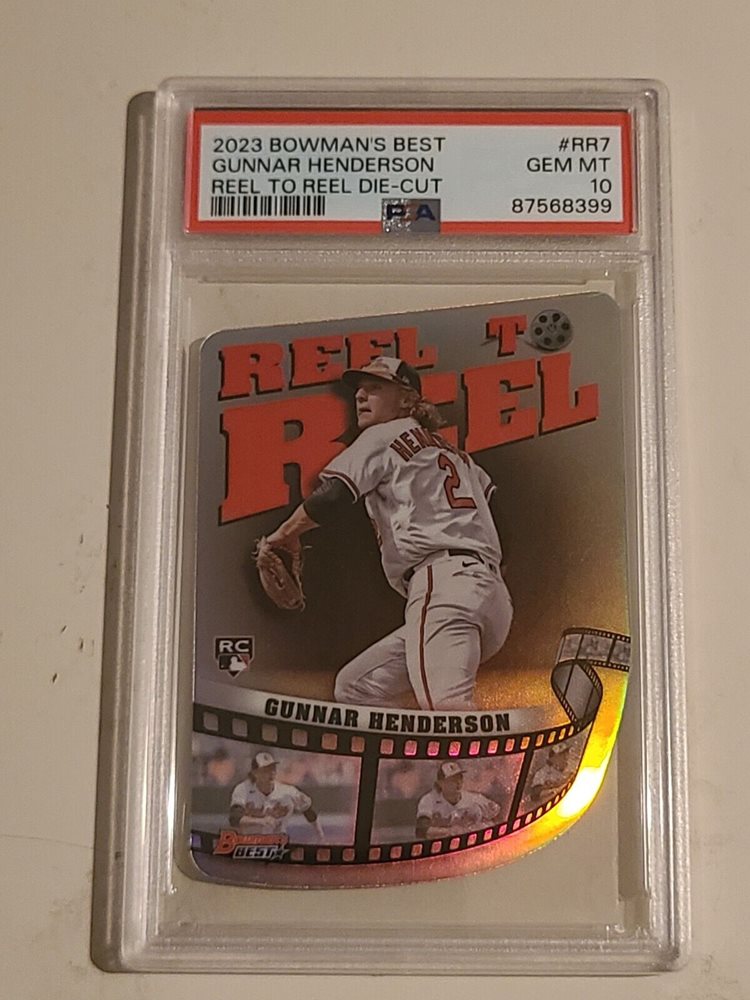 2023 BOWMAN'S BEST #RR7
GUNNAR HENDERSON GEM MT
REEL TO REEL DIE-CUT 10
PSA 87568399
REEL TO
REEL
2
RC
GUNNAR HENDERSON
BOWMAN'S
BEST